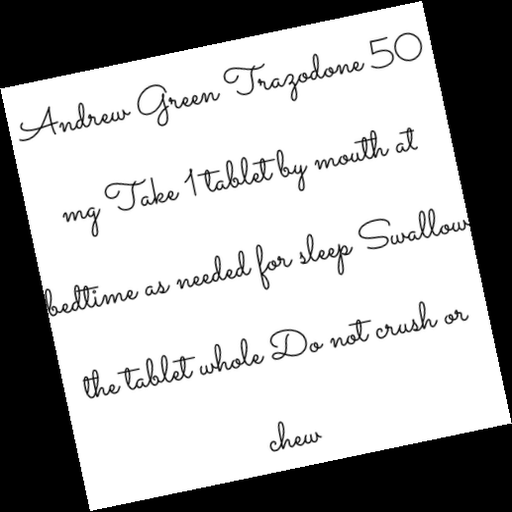 Andrew Green Trazodone 50
mg Take 1 tablet by mouth at
bedtime as needed for sleep Swallow
the tablet whole Do not crush or
chew